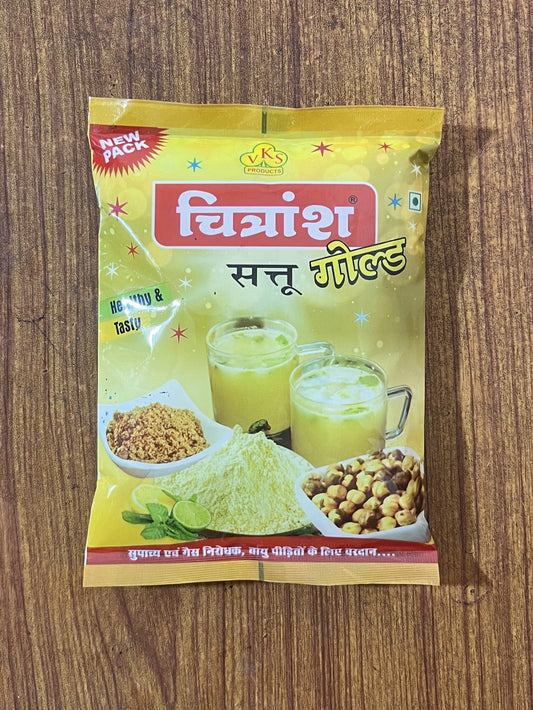 NEW
PACK
VKS
PRODUCTS
चित्रांश®
सत्तू गोल्ड
Healthy &
Tasty
सुपाच्य एवं गैस निरोधक, वायु पीड़ितों के लिए वरदान....